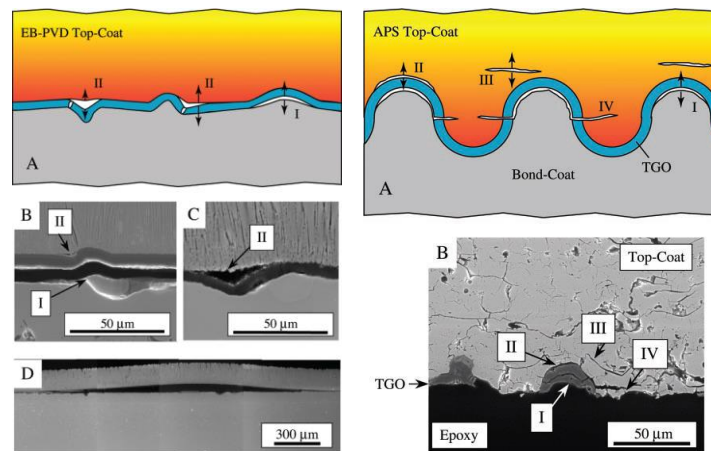 EB-PVD Top-Coat
II
II
I
A
B
II
I
50 µm
C
II
50 µm
D
300 µm
APS Top-Coat
II
III
IV
I
TGO
A
Bond-Coat
B
Top-Coat
III
II
IV
TGO
I
Epoxy
50 µm